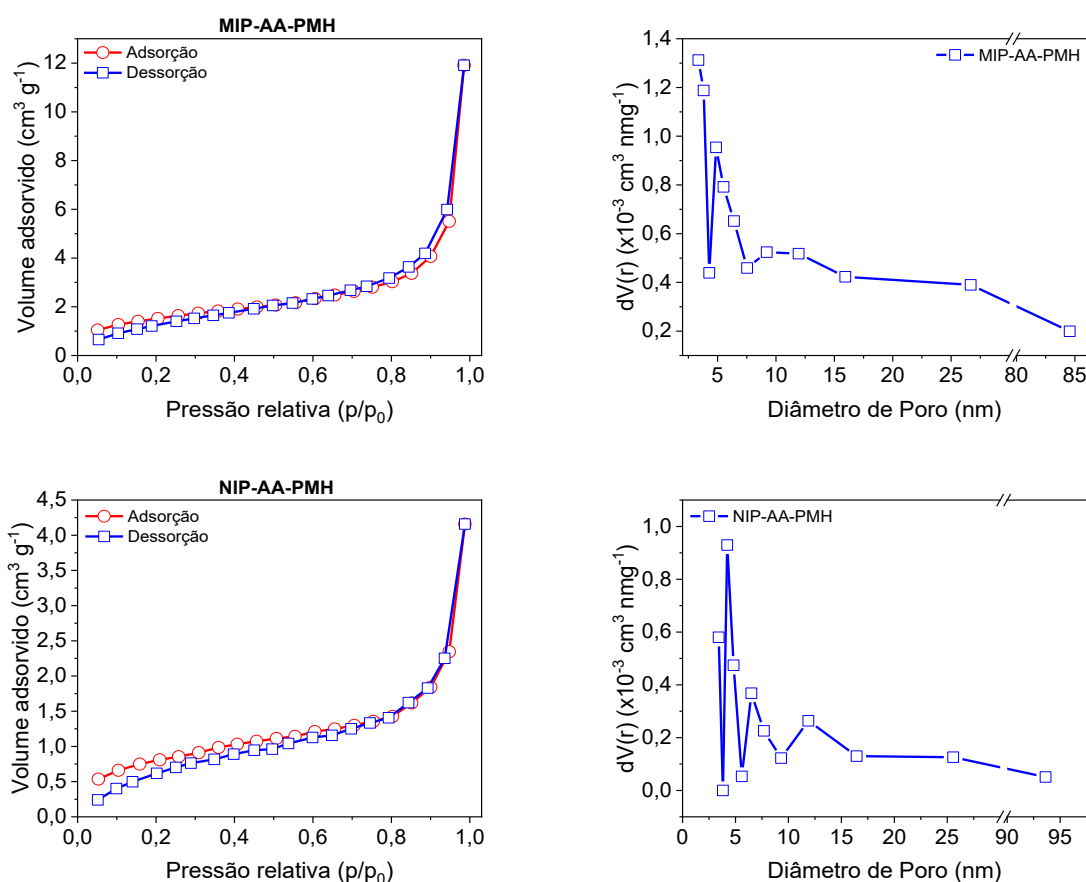 MIP-AA-PMH
Adsorção
Dessorção
Volume adsorvido (cm³ g⁻¹)
12
10
8
6
4
2
0
0,0 0,2 0,4 0,6 0,8 1,0
Pressão relativa (p/p₀)
MIP-AA-PMH
dV(r) (x10⁻³ cm³ nmg⁻¹)
1,4
1,2
1,0
0,8
0,6
0,4
0,2
5 10 15 20 25 80 85
Diâmetro de Poro (nm)
NIP-AA-PMH
Adsorção
Dessorção
Volume adsorvido (cm³ g⁻¹)
4,5
4,0
3,5
3,0
2,5
2,0
1,5
1,0
0,5
0,0
0,0 0,2 0,4 0,6 0,8 1,0
Pressão relativa (p/p₀)
NIP-AA-PMH
dV(r) (x10⁻³ cm³ nmg⁻¹)
1,0
0,8
0,6
0,4
0,2
0,0
0 5 10 15 20 25 90 95
Diâmetro de Poro (nm)